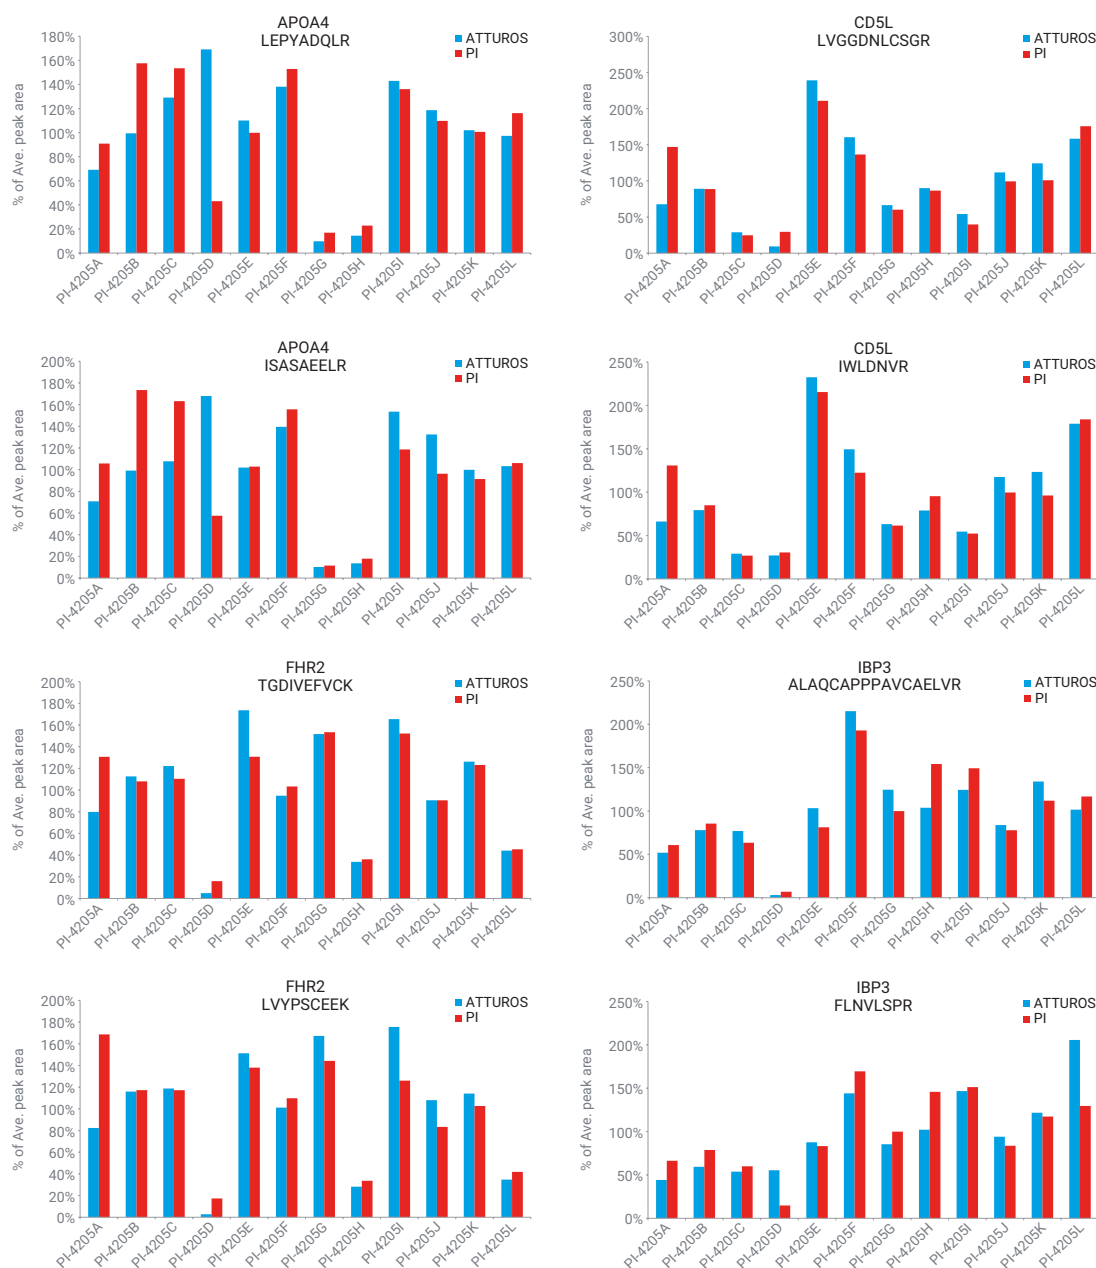 APOA4
LEPYADQLR
ATTUROS
PI
% of Ave. peak area
180%
160%
140%
120%
100%
80%
60%
40%
20%
0%
PI-4205A
PI-4205B
PI-4205C
PI-4205D
PI-4205E
PI-4205F
PI-4205G
PI-4205H
PI-4205I
PI-4205J
PI-4205K
PI-4205L
CD5L
LVGGDNLCSGR
ATTUROS
PI
% of Ave. peak area
300%
250%
200%
150%
100%
50%
0%
PI-4205A
PI-4205B
PI-4205C
PI-4205D
PI-4205E
PI-4205F
PI-4205G
PI-4205H
PI-4205I
PI-4205J
PI-4205K
PI-4205L
APOA4
ISASAEELR
ATTUROS
PI
% of Ave. peak area
200%
180%
160%
140%
120%
100%
80%
60%
40%
20%
0%
PI-4205A
PI-4205B
PI-4205C
PI-4205D
PI-4205E
PI-4205F
PI-4205G
PI-4205H
PI-4205I
PI-4205J
PI-4205K
PI-4205L
CD5L
IWLDNVR
ATTUROS
PI
% of Ave. peak area
250%
200%
150%
100%
50%
0%
PI-4205A
PI-4205B
PI-4205C
PI-4205D
PI-4205E
PI-4205F
PI-4205G
PI-4205H
PI-4205I
PI-4205J
PI-4205K
PI-4205L
FHR2
TGDIVEFVCK
ATTUROS
PI
% of Ave. peak area
200%
180%
160%
140%
120%
100%
80%
60%
40%
20%
0%
PI-4205A
PI-4205B
PI-4205C
PI-4205D
PI-4205E
PI-4205F
PI-4205G
PI-4205H
PI-4205I
PI-4205J
PI-4205K
PI-4205L
IBP3
ALAQCAPPPAVCAELVR
ATTUROS
PI
% of Ave. peak area
250%
200%
150%
100%
50%
0%
PI-4205A
PI-4205B
PI-4205C
PI-4205D
PI-4205E
PI-4205F
PI-4205G
PI-4205H
PI-4205I
PI-4205J
PI-4205K
PI-4205L
FHR2
LVYPSCEEK
ATTUROS
PI
% of Ave. peak area
200%
180%
160%
140%
120%
100%
80%
60%
40%
20%
0%
PI-4205A
PI-4205B
PI-4205C
PI-4205D
PI-4205E
PI-4205F
PI-4205G
PI-4205H
PI-4205I
PI-4205J
PI-4205K
PI-4205L
IBP3
FLNVLSPR
ATTUROS
PI
% of Ave. peak area
250%
200%
150%
100%
50%
0%
PI-4205A
PI-4205B
PI-4205C
PI-4205D
PI-4205E
PI-4205F
PI-4205G
PI-4205H
PI-4205I
PI-4205J
PI-4205K
PI-4205L